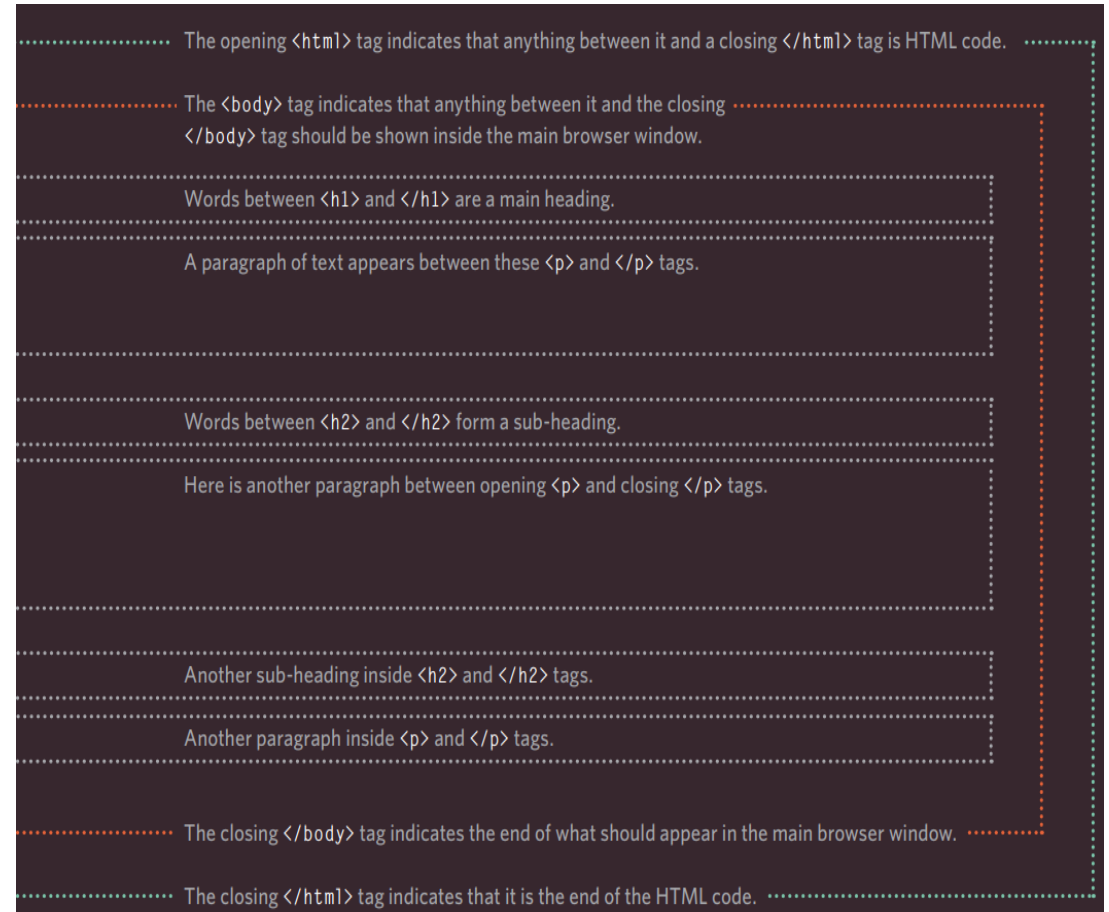 The opening <html> tag indicates that anything between it and a closing </html> tag is HTML code.
The <body> tag indicates that anything between it and the closing
</body> tag should be shown inside the main browser window.
Words between <h1> and </h1> are a main heading.
A paragraph of text appears between these <p> and </p> tags.
Words between <h2> and </h2> form a sub-heading.
Here is another paragraph between opening <p> and closing </p> tags.
Another sub-heading inside <h2> and </h2> tags.
Another paragraph inside <p> and </p> tags.
The closing </body> tag indicates the end of what should appear in the main browser window.
The closing </html> tag indicates that it is the end of the HTML code.